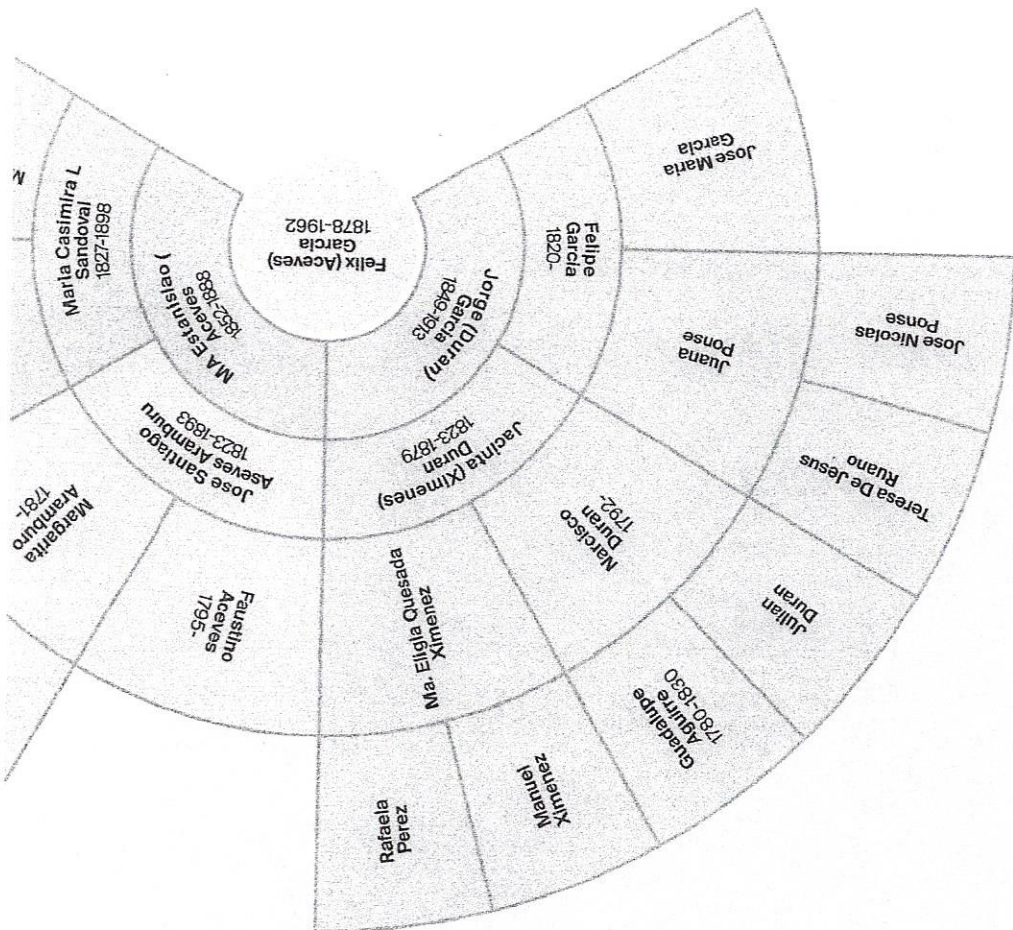 Felix (Aceves)
Garcia
1878-1962
Jorge (Duran)
Garcia
1849-1913
MA Estanislao )
Aceves
1852-1888
Felipe
Garcia
1820-
Jacinta (Ximenes)
Duran
1823-1879
Jose Santiago
Aseves Aramburu
1823-1893
Maria Casimira L
Sandoval
1827-1898
Jose Maria
Garcia
Juana
Ponse
Narcisco
Duran
1792-
Ma. Eligia Quesada
Ximenez
Faustino
Aceves
1795-
Margarita
Aramburo
1781-
M
Jose Nicolas
Ponse
Teresa De Jesus
Ruano
Julian
Duran
Guadalupe
Aguirre
1780-1830
Manuel
Ximenez
Rafaela
Perez